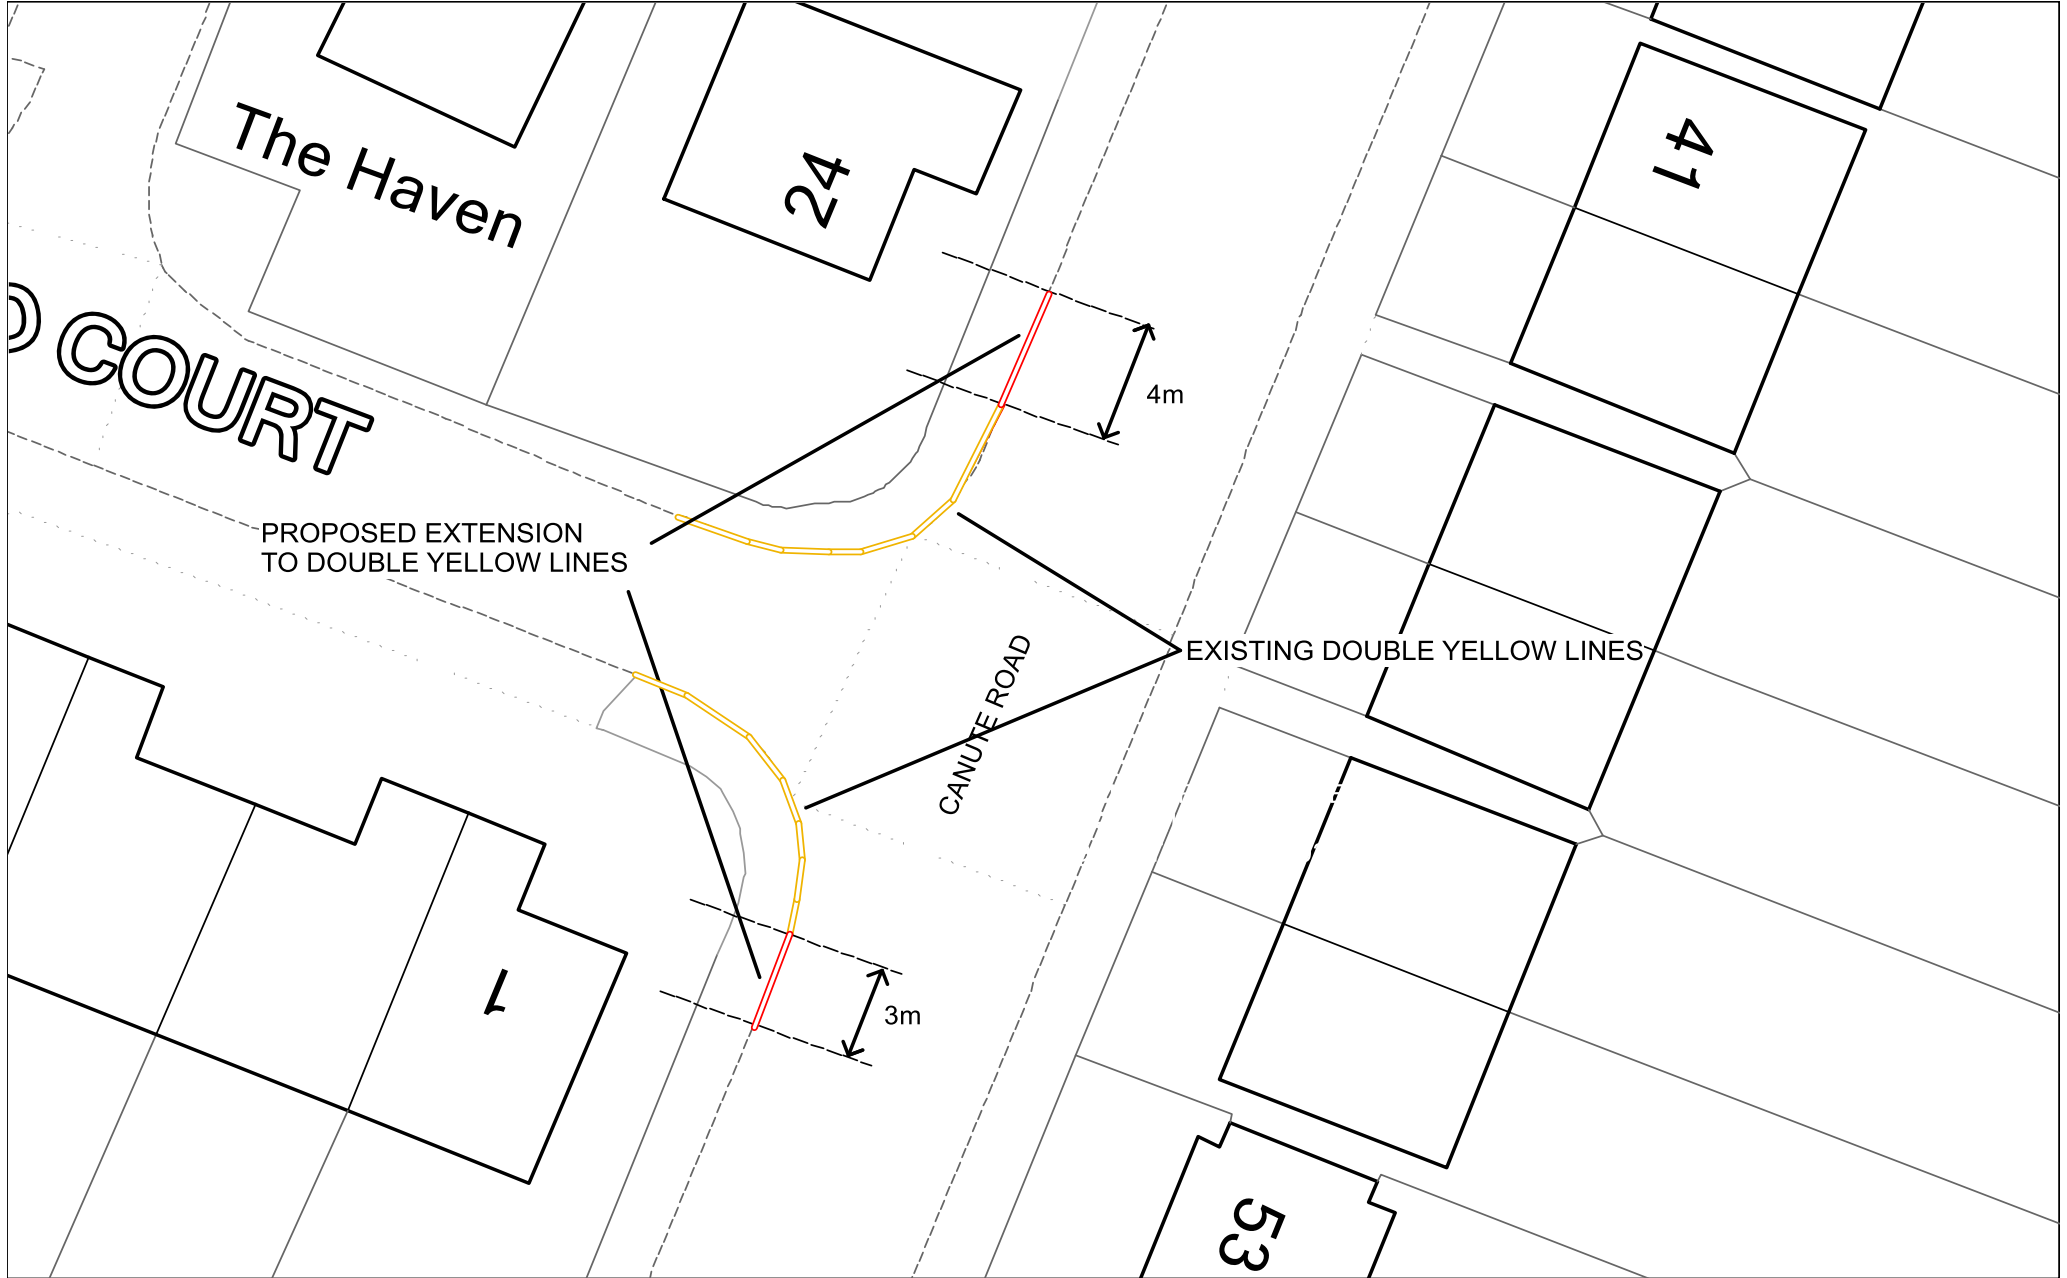 41
The Haven
24
COURT
4m
PROPOSED EXTENSION
TO DOUBLE YELLOW LINES
EXISTING DOUBLE YELLOW LINES
CANUTE ROAD
1
3m
53